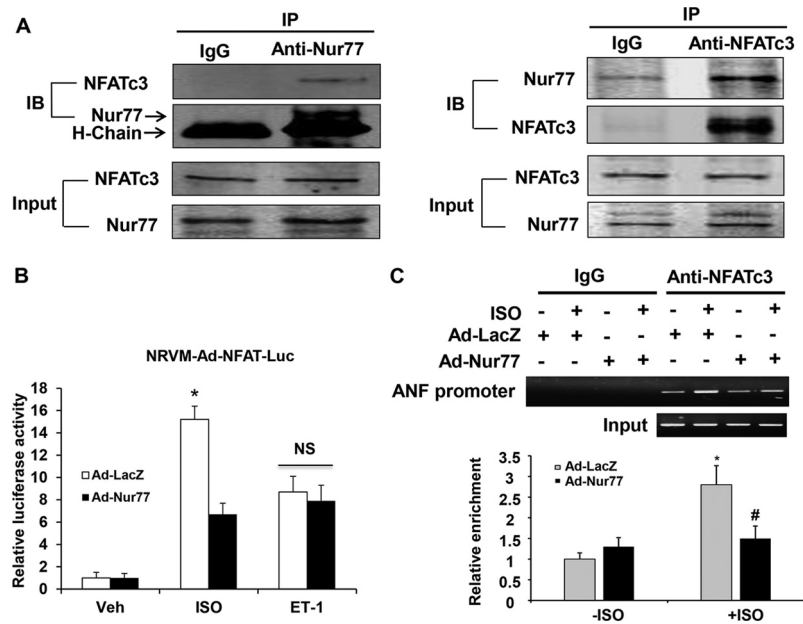 A
IP
IgG Anti-Nur77
IB
NFATc3
Nur77
H-Chain
Input
NFATc3
Nur77
IP
IgG Anti-NFATc3
IB
Nur77
NFATc3
Input
NFATc3
Nur77
B
NRVM-Ad-NFAT-Luc
Relative luciferase activity
18
16
14
12
10
8
6
4
2
0
*
NS
Ad-LacZ
Ad-Nur77
Veh ISO ET-1
C
IgG Anti-NFATc3
ISO - + - + - + - +
Ad-LacZ + + - - + + - -
Ad-Nur77 - - + + - - + +
ANF promoter
Input
Relative enrichment
3.5
3
2.5
2
1.5
1
0.5
0
Ad-LacZ
Ad-Nur77
*
#
-ISO +ISO